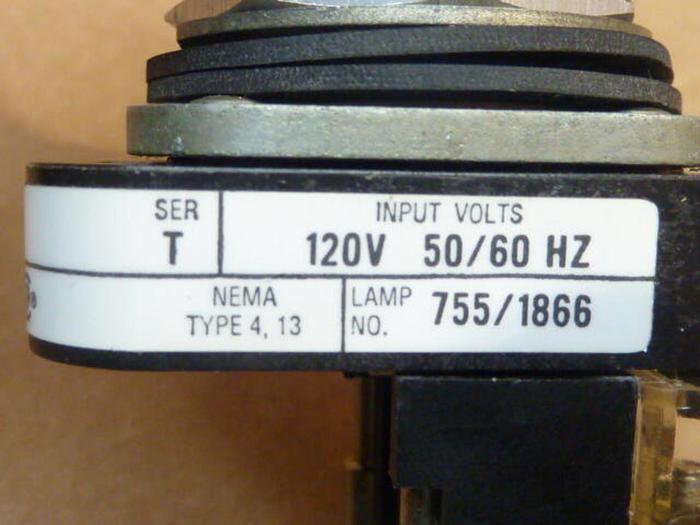 SER
T
INPUT VOLTS
120V 50/60 HZ
NEMA
TYPE 4, 13
LAMP
NO.
755/1866
®